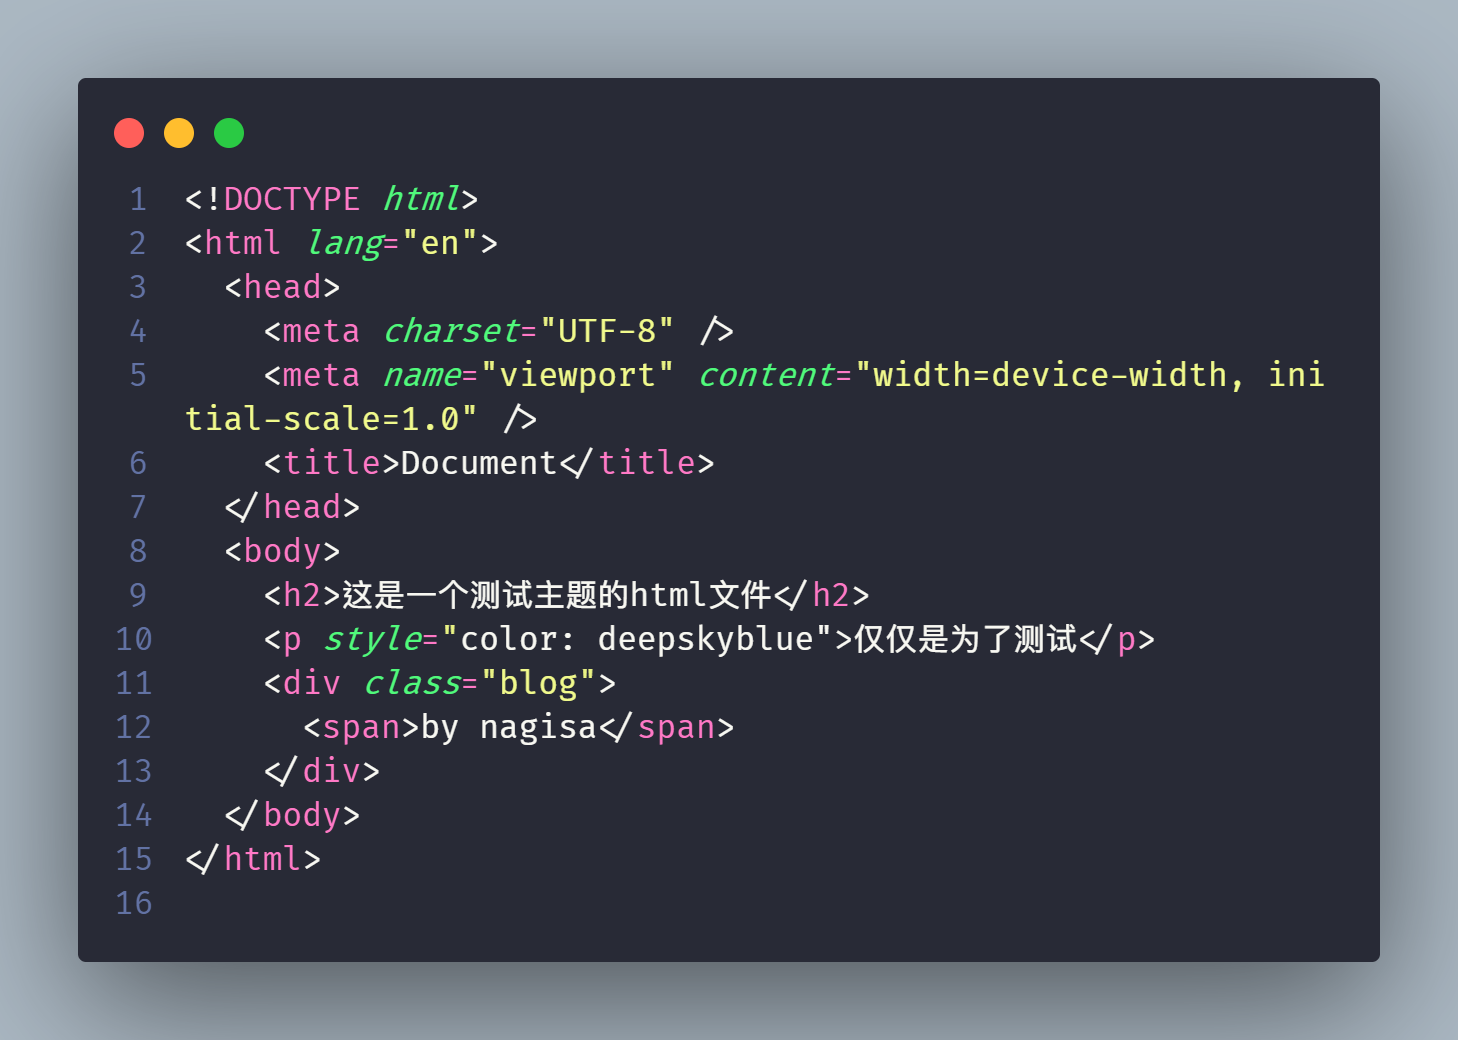 1 <!DOCTYPE html>
2 <html lang="en">
3   <head>
4     <meta charset="UTF-8" />
5     <meta name="viewport" content="width=device-width, ini
tial-scale=1.0" />
6     <title>Document</title>
7   </head>
8   <body>
9     <h2>这是一个测试主题的html文件</h2>
10     <p style="color: deepskyblue">仅仅是为了测试</p>
11     <div class="blog">
12       <span>by nagisa</span>
13     </div>
14   </body>
15 </html>
16